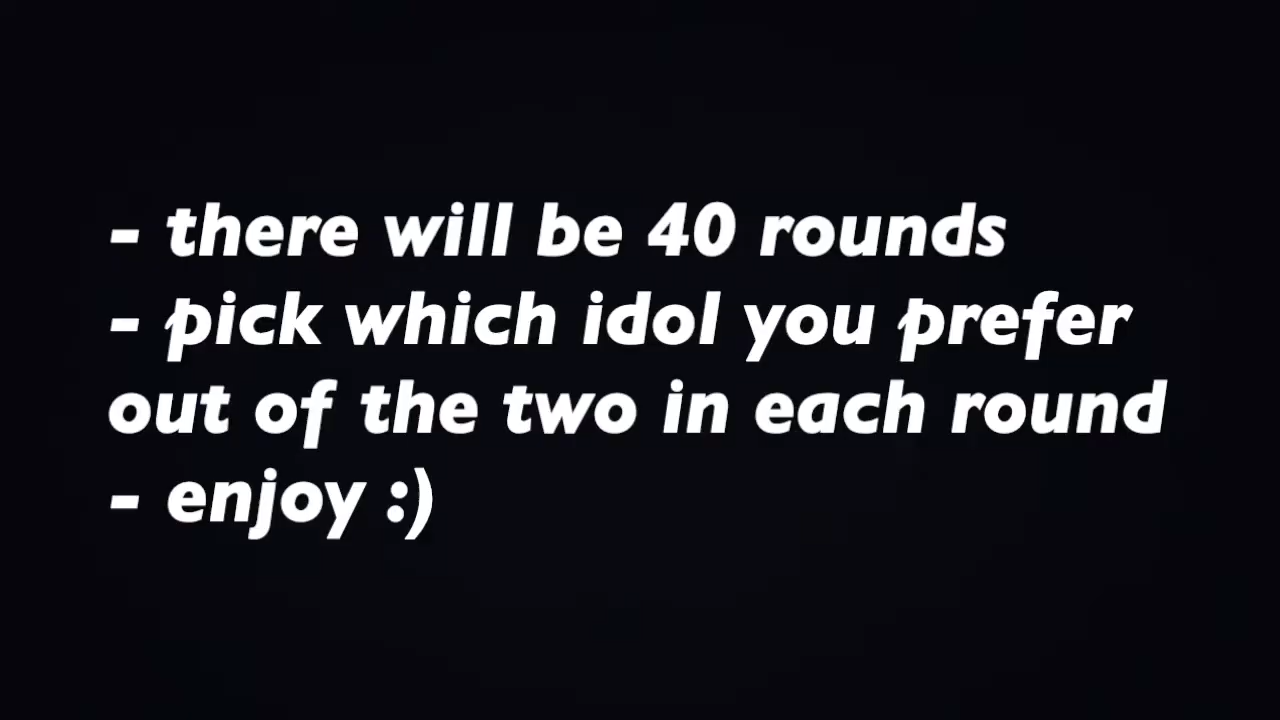 - there will be 40 rounds
- pick which idol you prefer
out of the two in each round
- enjoy :)